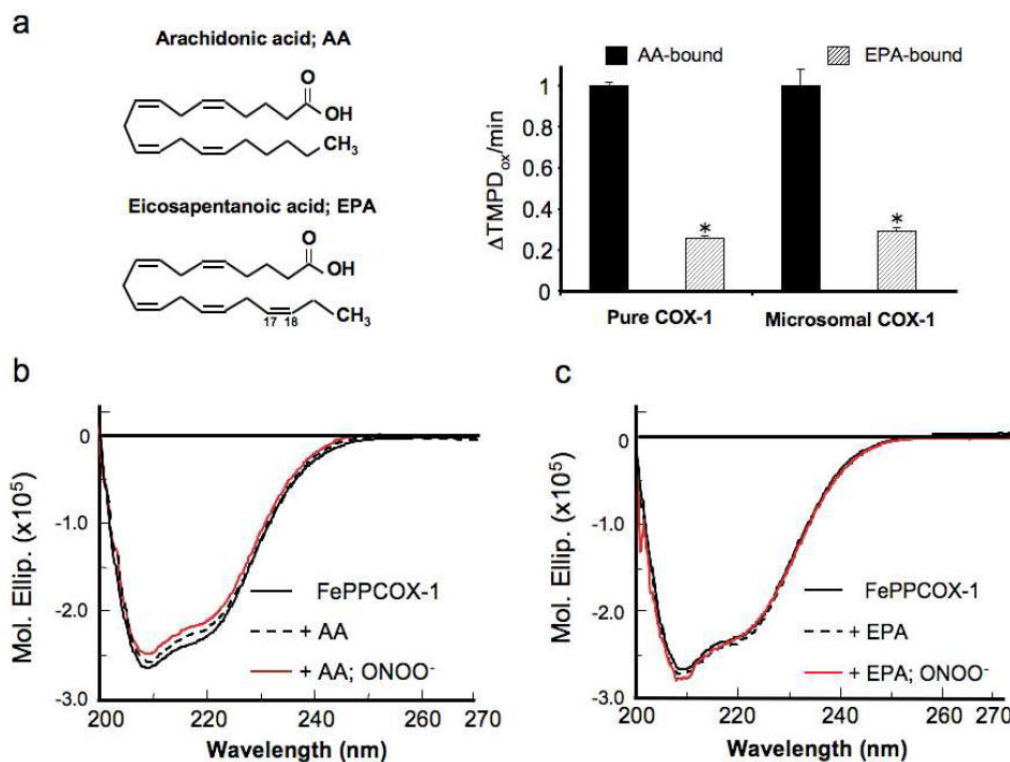 a
Arachidonic acid; AA
O
OH
CH3
Eicosapentanoic acid; EPA
O
OH
CH3
17 18
AA-bound
EPA-bound
ΔTMPDox/min
1
0.8
0.6
0.4
0.2
0
*
*
Pure COX-1
Microsomal COX-1
b
Mol. Ellip. (x10⁵)
0
-1.0
-2.0
-3.0
FePPCOX-1
+ AA
+ AA; ONOO⁻
200 210 220 240 260 270
Wavelength (nm)
c
Mol. Ellip. (x10⁵)
0
-1.0
-2.0
-3.0
FePPCOX-1
+ EPA
+ EPA; ONOO⁻
200 220 240 260 270
Wavelength (nm)